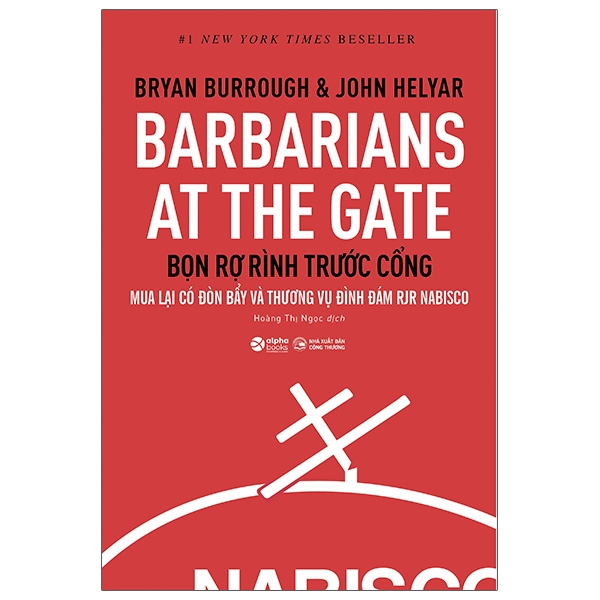 #1 NEW YORK TIMES BESELLER
BRYAN BURROUGH & JOHN HELYAR
BARBARIANS
AT THE GATE
BỌN RỢ RÌNH TRƯỚC CỔNG
MUA LẠI CÓ ĐÒN BẨY VÀ THƯƠNG VỤ ĐÌNH ĐÁM RJR NABISCO
Hoàng Thị Ngọc dịch
alpha books
NHÀ XUẤT BẢN
CÔNG THƯƠNG
NABISCO